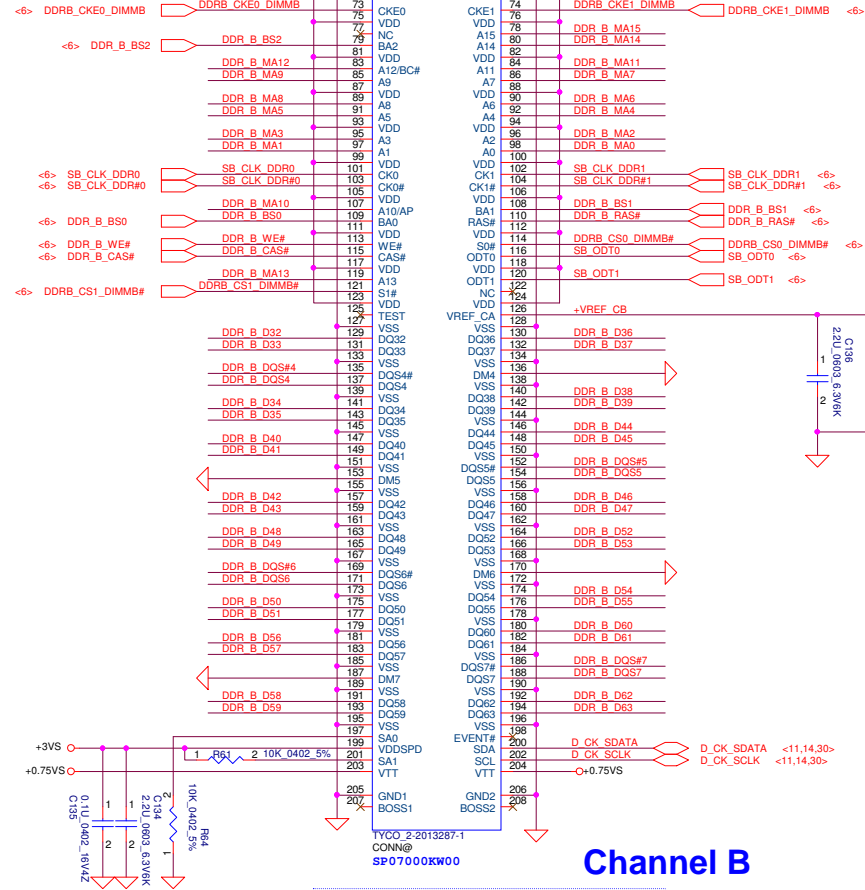 <6> DDRB_CKE0_DIMMB DDRB_CKE0_DIMMB 73 CKE0 CKE1 74 DDRB_CKE1_DIMMB DDRB_CKE1_DIMMB <6>
75 VDD VDD 76
77 NC A15 78 DDR_B_MA15
<6> DDR_B_BS2 DDR_B_BS2 79 BA2 A14 80 DDR_B_MA14
81 VDD VDD 82
DDR_B_MA12 83 A12/BC# A11 84 DDR_B_MA11
DDR_B_MA9 85 A9 A7 86 DDR_B_MA7
87 VDD VDD 88
DDR_B_MA8 89 A8 A6 90 DDR_B_MA6
DDR_B_MA5 91 A5 A4 92 DDR_B_MA4
93 VDD VDD 94
DDR_B_MA3 95 A3 A2 96 DDR_B_MA2
DDR_B_MA1 97 A1 A0 98 DDR_B_MA0
99 VDD VDD 100
<6> SB_CLK_DDR0 SB_CLK_DDR0 101 CK0 CK1 102 SB_CLK_DDR1 SB_CLK_DDR1 <6>
<6> SB_CLK_DDR#0 SB_CLK_DDR#0 103 CK0# CK1# 104 SB_CLK_DDR#1 SB_CLK_DDR#1 <6>
105 VDD VDD 106
DDR_B_MA10 107 A10/AP BA1 108 DDR_B_BS1 DDR_B_BS1 <6>
<6> DDR_B_BS0 DDR_B_BS0 109 BA0 RAS# 110 DDR_B_RAS# DDR_B_RAS# <6>
111 VDD VDD 112
<6> DDR_B_WE# DDR_B_WE# 113 WE# S0# 114 DDRB_CS0_DIMMB# DDRB_CS0_DIMMB# <6>
<6> DDR_B_CAS# DDR_B_CAS# 115 CAS# ODT0 116 SB_ODT0 SB_ODT0 <6>
117 VDD VDD 118
DDR_B_MA13 119 A13 ODT1 120 SB_ODT1 SB_ODT1 <6>
<6> DDRB_CS1_DIMMB# DDRB_CS1_DIMMB# 121 S1# NC 122
123 VDD VDD 124
125 TEST VREF_CA 126 +VREF_CB
127 VSS VSS 128
DDR_B_D32 129 DQ32 DQ36 130 DDR_B_D36
DDR_B_D33 131 DQ33 DQ37 132 DDR_B_D37
133 VSS VSS 134
DDR_B_DQS#4 135 DQS4# DM4 136
DDR_B_DQS4 137 DQS4 VSS 138
139 VSS DQ38 140 DDR_B_D38
DDR_B_D34 141 DQ34 DQ39 142 DDR_B_D39
DDR_B_D35 143 DQ35 VSS 144
145 VSS DQ44 146 DDR_B_D44
DDR_B_D40 147 DQ40 DQ45 148 DDR_B_D45
DDR_B_D41 149 DQ41 VSS 150
151 VSS DQS5# 152 DDR_B_DQS#5
153 DM5 DQS5 154 DDR_B_DQS5
155 VSS VSS 156
DDR_B_D42 157 DQ42 DQ46 158 DDR_B_D46
DDR_B_D43 159 DQ43 DQ47 160 DDR_B_D47
161 VSS VSS 162
DDR_B_D48 163 DQ48 DQ52 164 DDR_B_D52
DDR_B_D49 165 DQ49 DQ53 166 DDR_B_D53
167 VSS VSS 168
DDR_B_DQS#6 169 DQS6# DM6 170
DDR_B_DQS6 171 DQS6 VSS 172
173 VSS DQ54 174 DDR_B_D54
DDR_B_D50 175 DQ50 DQ55 176 DDR_B_D55
DDR_B_D51 177 DQ51 VSS 178
179 VSS DQ60 180 DDR_B_D60
DDR_B_D56 181 DQ56 DQ61 182 DDR_B_D61
DDR_B_D57 183 DQ57 VSS 184
185 VSS DQS7# 186 DDR_B_DQS#7
187 DM7 DQS7 188 DDR_B_DQS7
189 VSS VSS 190
DDR_B_D58 191 DQ58 DQ62 192 DDR_B_D62
DDR_B_D59 193 DQ59 DQ63 194 DDR_B_D63
195 VSS VSS 196
197 SA0 EVENT# 198
+3VS 199 VDDSPD SDA 200 D_CK_SDATA D_CK_SDATA <11,14,30>
1 R61 2 10K_0402_5% 201 SA1 SCL 202 D_CK_SCLK D_CK_SCLK <11,14,30>
+0.75VS 203 VTT VTT 204 +0.75VS
205 GND1 GND2 206
207 BOSS1 BOSS2 208
C136
2.2U_0603_6.3V6K
1
2
C135
0.1U_0402_16V4Z
1
2
C134
2.2U_0603_6.3V6K
1
2
R64
10K_0402_5%
2
1
TYCO_2-2013287-1
CONN@
SP07000KW00
Channel B